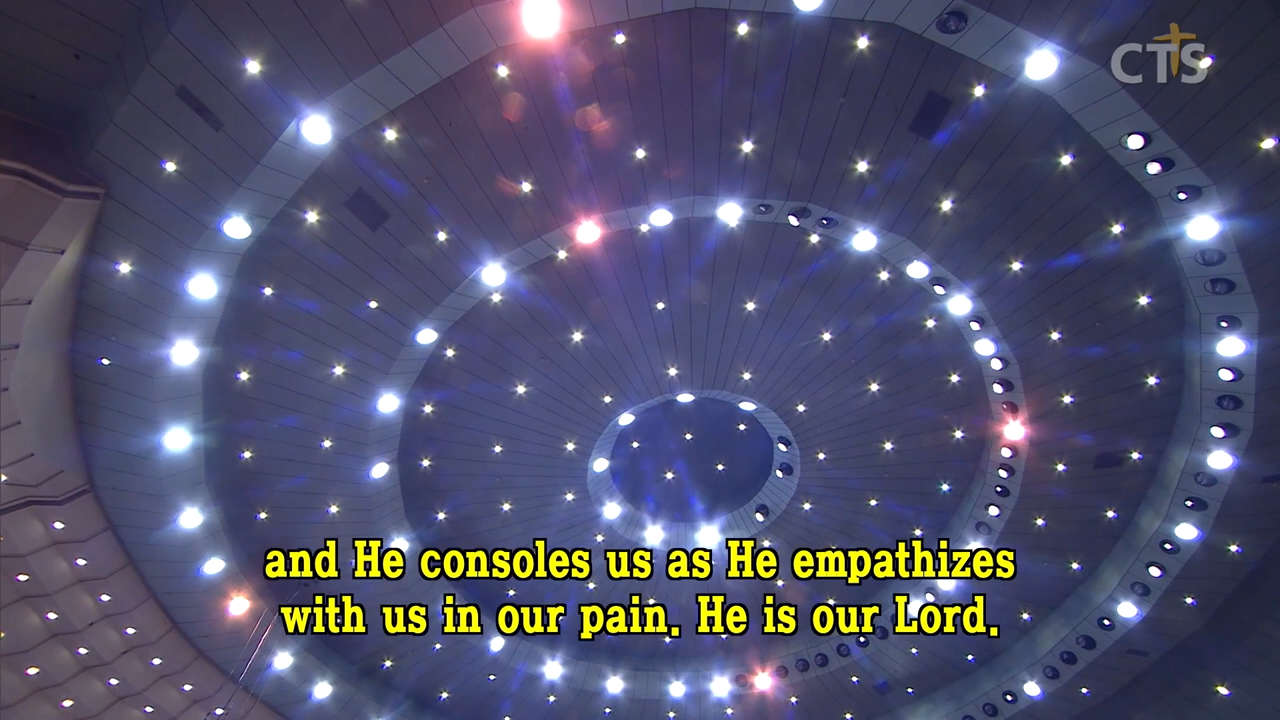 CTS
and He consoles us as He empathizes
with us in our pain. He is our Lord.